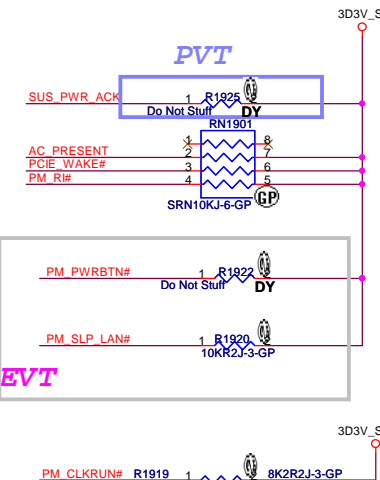 3D3V_S
PVT
SUS_PWR_ACK 1 R1925 2
Do Not Stuff DY
RN1901
1 8
AC_PRESENT 2 7
PCIE_WAKE# 3 6
PM_RI# 4 5
SRN10KJ-6-GP GP
PM_PWRBTN# 1 R1922 2
Do Not Stuff DY
PM_SLP_LAN# 1 R1920 2
10KR2J-3-GP
EVT
3D3V_S
PM_CLKRUN# R1919 1 8K2R2J-3-GP